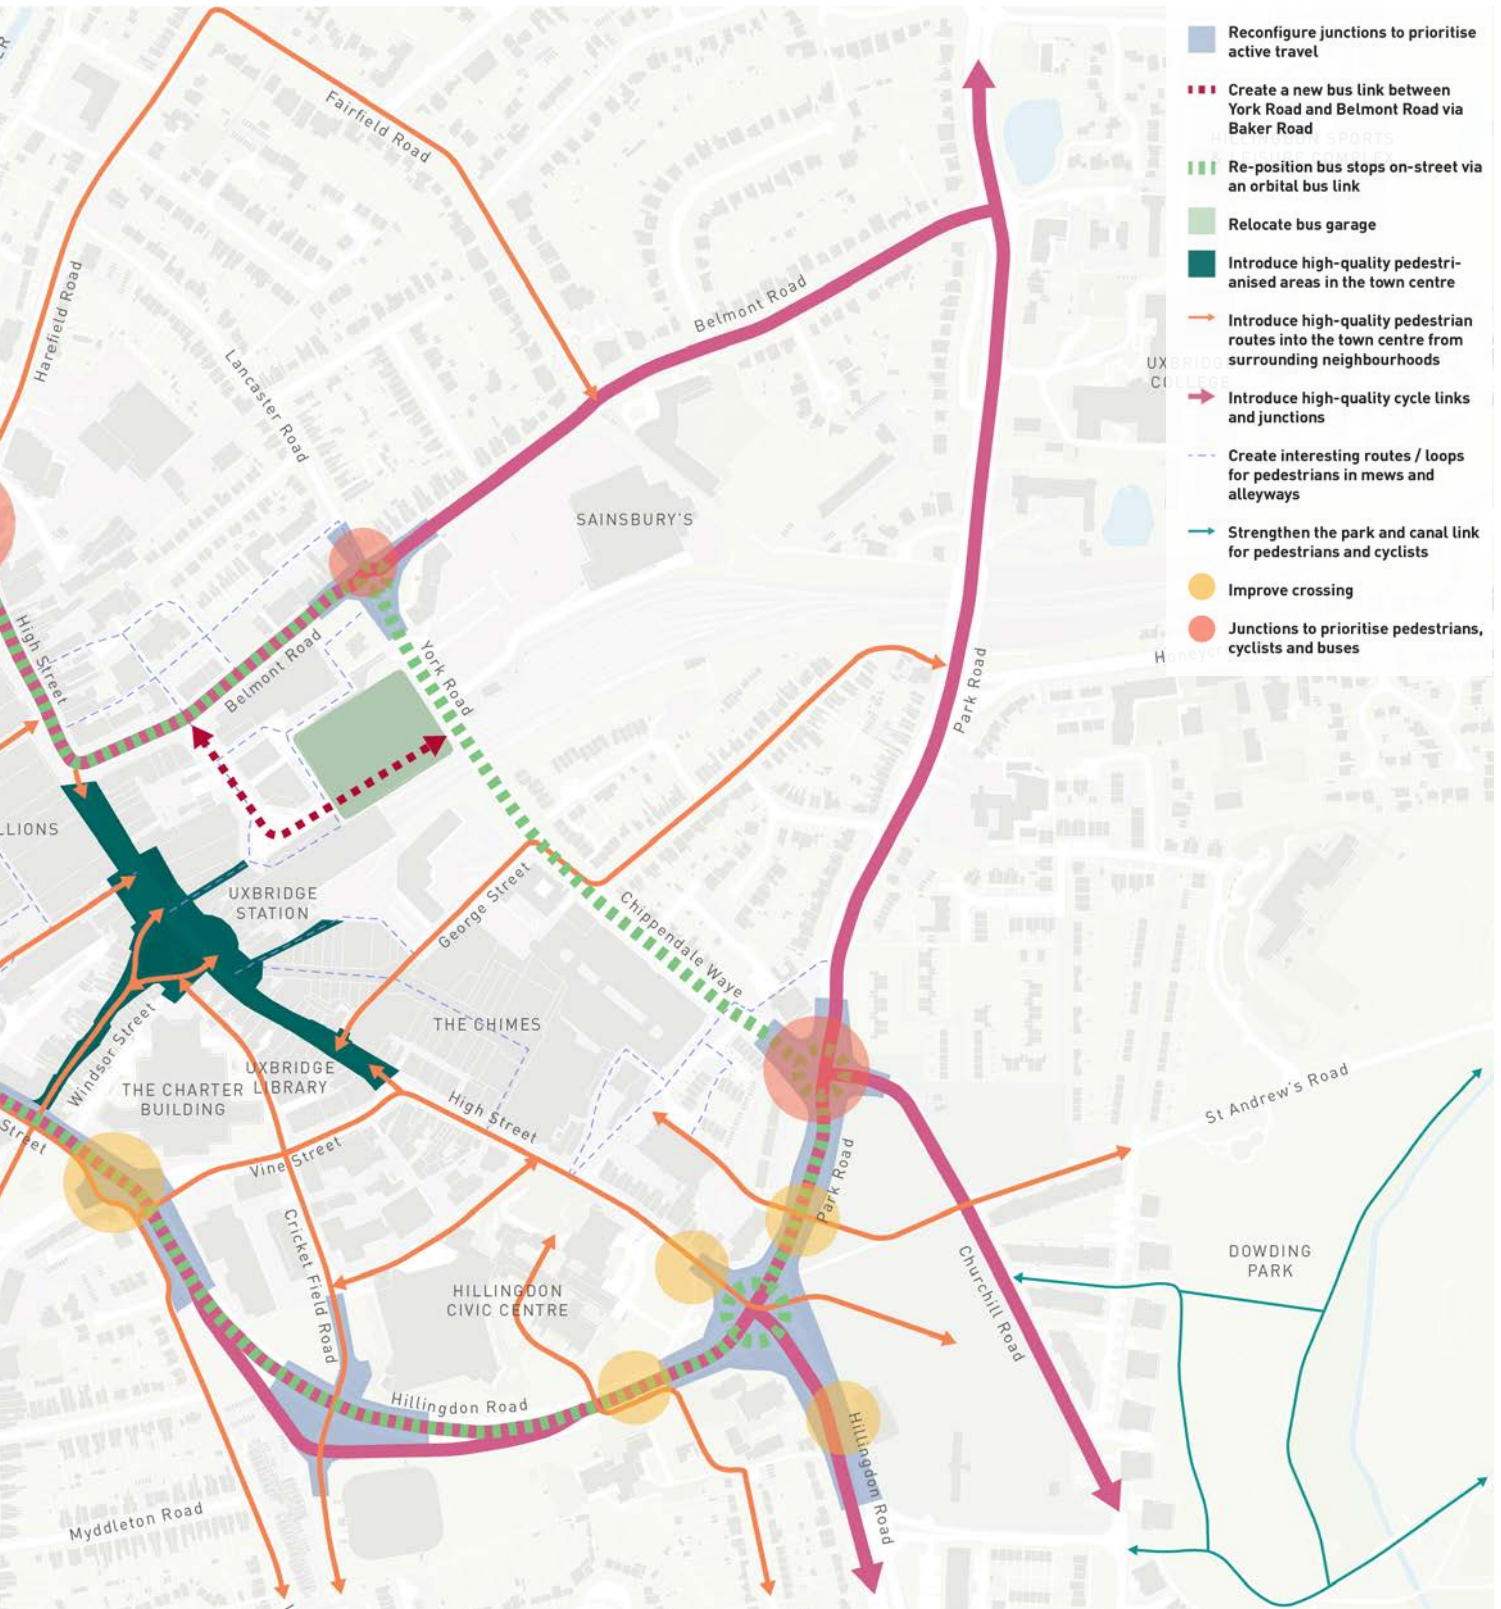 Reconfigure junctions to prioritise
active travel
Create a new bus link between
York Road and Belmont Road via
Baker Road
Re-position bus stops on-street via
an orbital bus link
Relocate bus garage
Introduce high-quality pedestri-
anised areas in the town centre
Introduce high-quality pedestrian
routes into the town centre from
surrounding neighbourhoods
Introduce high-quality cycle links
and junctions
Create interesting routes / loops
for pedestrians in mews and
alleyways
Strengthen the park and canal link
for pedestrians and cyclists
Improve crossing
Junctions to prioritise pedestrians,
cyclists and buses
Fairfield Road
Harefield Road
Lancaster Road
Belmont Road
SAINSBURY'S
High Street
Belmont Road
York Road
Park Road
LLIONS
UXBRIDGE
STATION
George Street
Chippendale Waye
THE CHIMES
Windsor Street
UXBRIDGE
LIBRARY
THE CHARTER
BUILDING
High Street
Street
Vine Street
St Andrew's Road
Park Road
Cricket Field Road
HILLINGDON
CIVIC CENTRE
Churchill Road
DOWDING
PARK
Hillingdon Road
Hillingdon Road
Myddleton Road